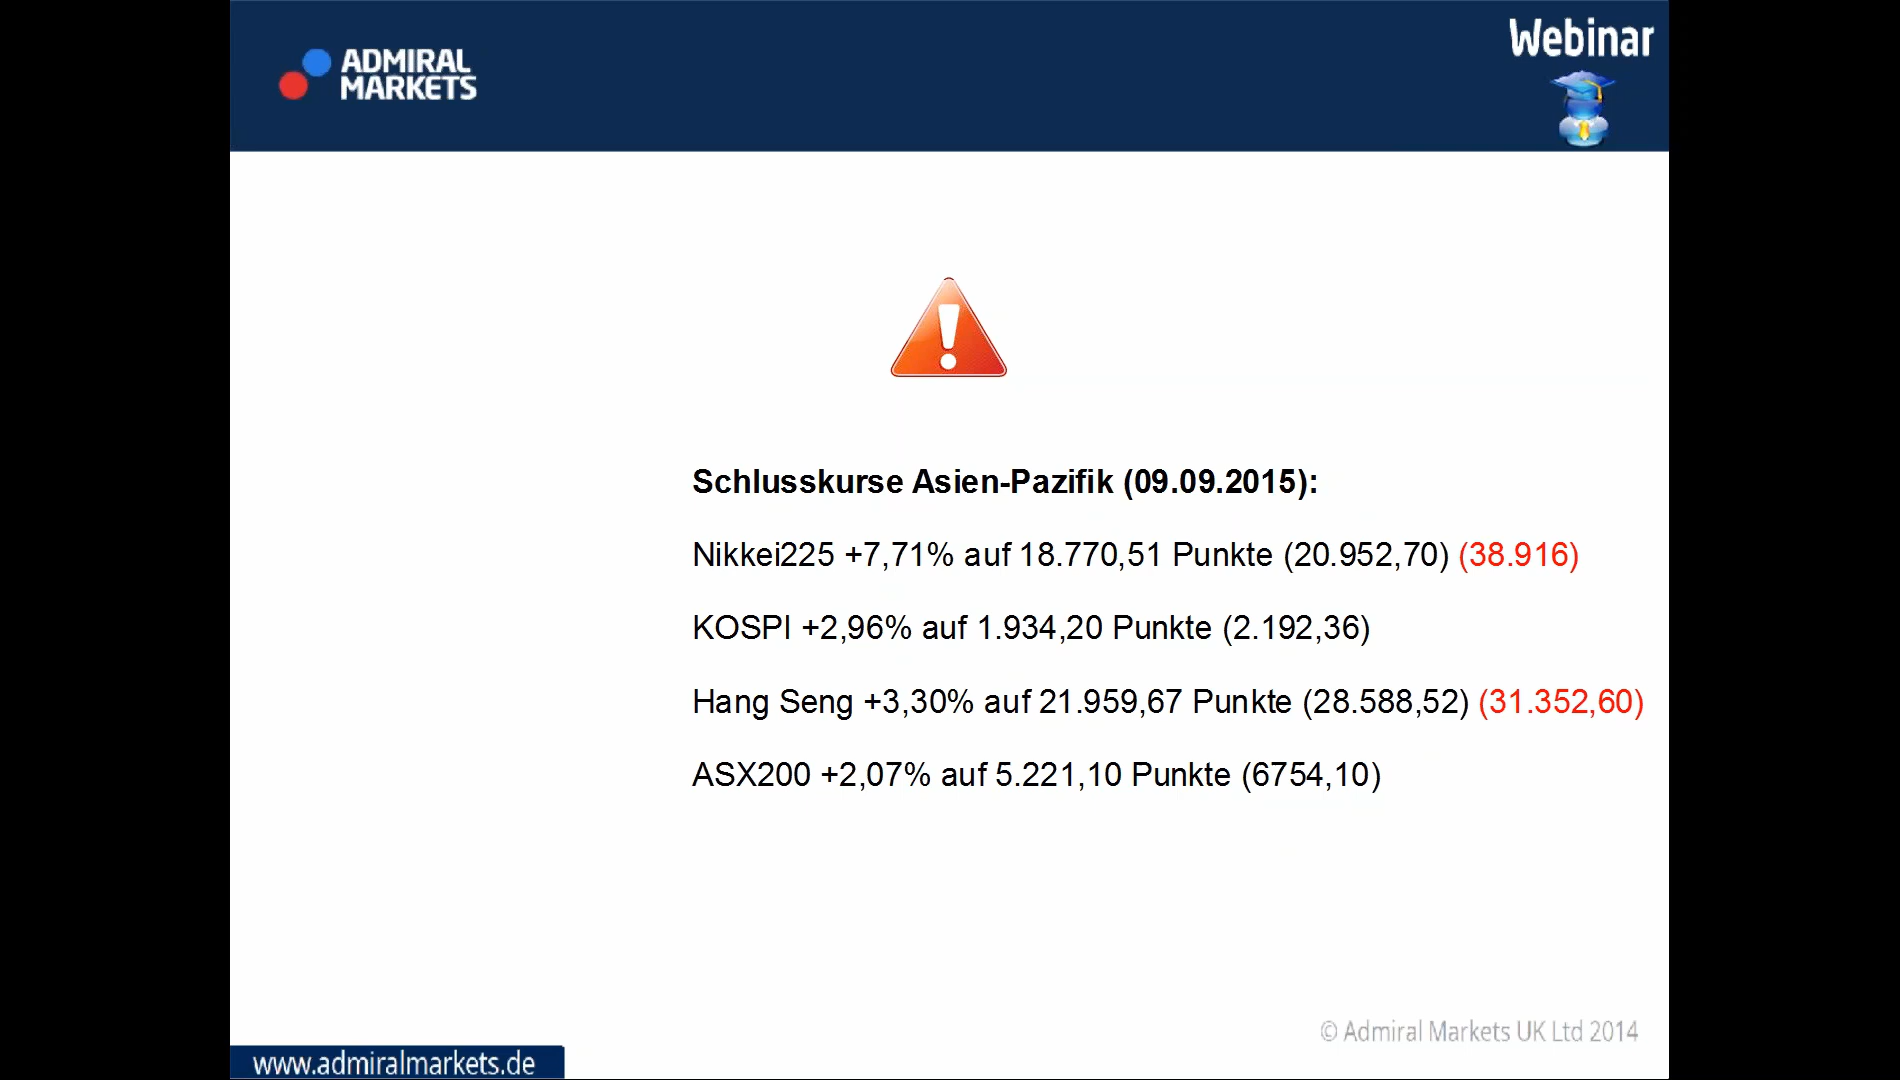 ADMIRAL
MARKETS
Webinar
Schlusskurse Asien-Pazifik (09.09.2015):
Nikkei225 +7,71% auf 18.770,51 Punkte (20.952,70) (38.916)
KOSPI +2,96% auf 1.934,20 Punkte (2.192,36)
Hang Seng +3,30% auf 21.959,67 Punkte (28.588,52) (31.352,60)
ASX200 +2,07% auf 5.221,10 Punkte (6754,10)
© Admiral Markets UK Ltd 2014
www.admiralmarkets.de